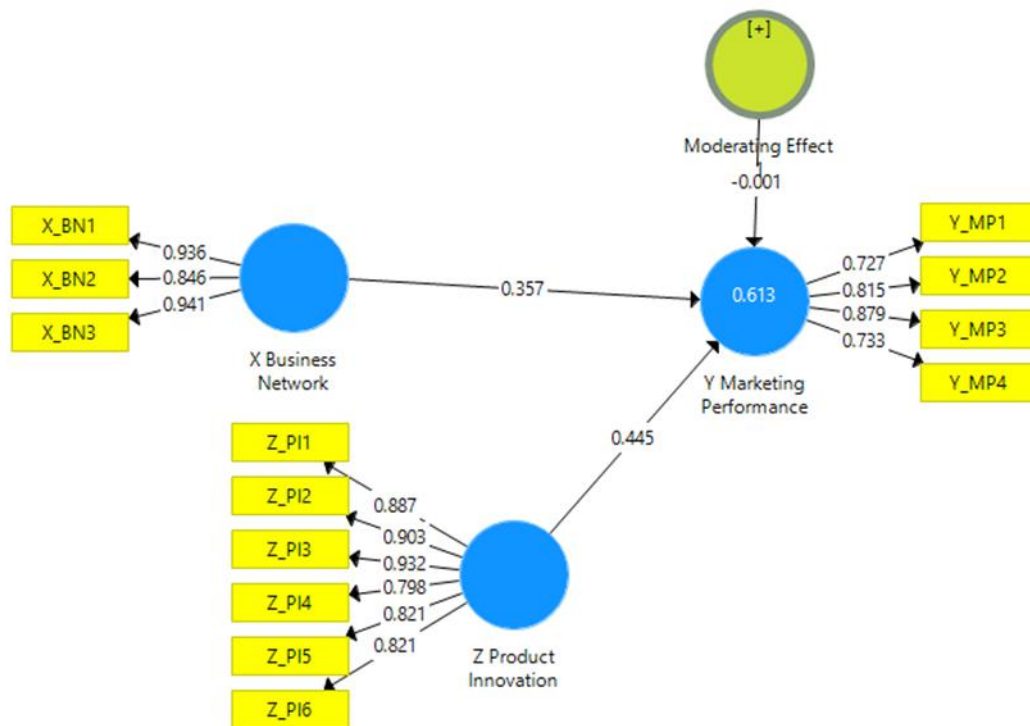 [+]
Moderating Effect
1
-0.001
X_BN1
X_BN2
X_BN3
0.936
0.846
0.941
X Business
Network
0.357
0.613
Y Marketing
Performance
0.727
0.815
0.879
0.733
Y_MP1
Y_MP2
Y_MP3
Y_MP4
0.445
Z_PI1
Z_PI2
Z_PI3
Z_PI4
Z_PI5
Z_PI6
0.887
0.903
0.932
0.798
0.821
0.821
Z Product
Innovation